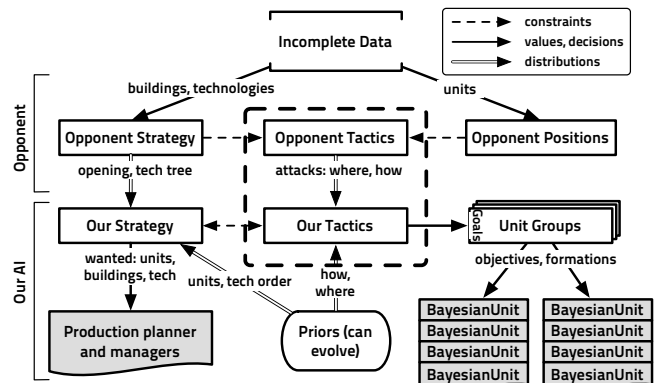 Incomplete Data
constraints
values, decisions
distributions
buildings, technologies
units
Opponent
Opponent Strategy
Opponent Tactics
Opponent Positions
opening, tech tree
attacks: where, how
Our AI
Our Strategy
Our Tactics
Goals
Unit Groups
wanted: units,
buildings, tech
units, tech order
how,
where
objectives, formations
Production planner
and managers
Priors (can
evolve)
BayesianUnit
BayesianUnit
BayesianUnit
BayesianUnit
BayesianUnit
BayesianUnit
BayesianUnit
BayesianUnit